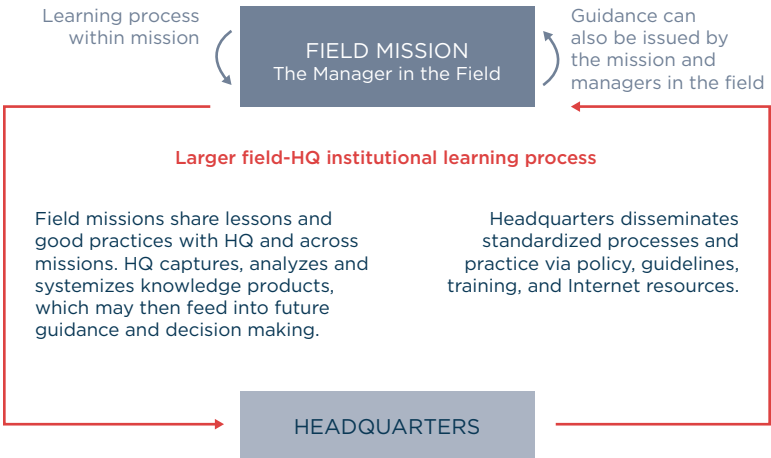 Learning process
within mission
FIELD MISSION
The Manager in the Field
Guidance can
also be issued by
the mission and
managers in the field
Larger field-HQ institutional learning process
Field missions share lessons and
good practices with HQ and across
missions. HQ captures, analyzes and
systemizes knowledge products,
which may then feed into future
guidance and decision making.
Headquarters disseminates
standardized processes and
practice via policy, guidelines,
training, and Internet resources.
HEADQUARTERS